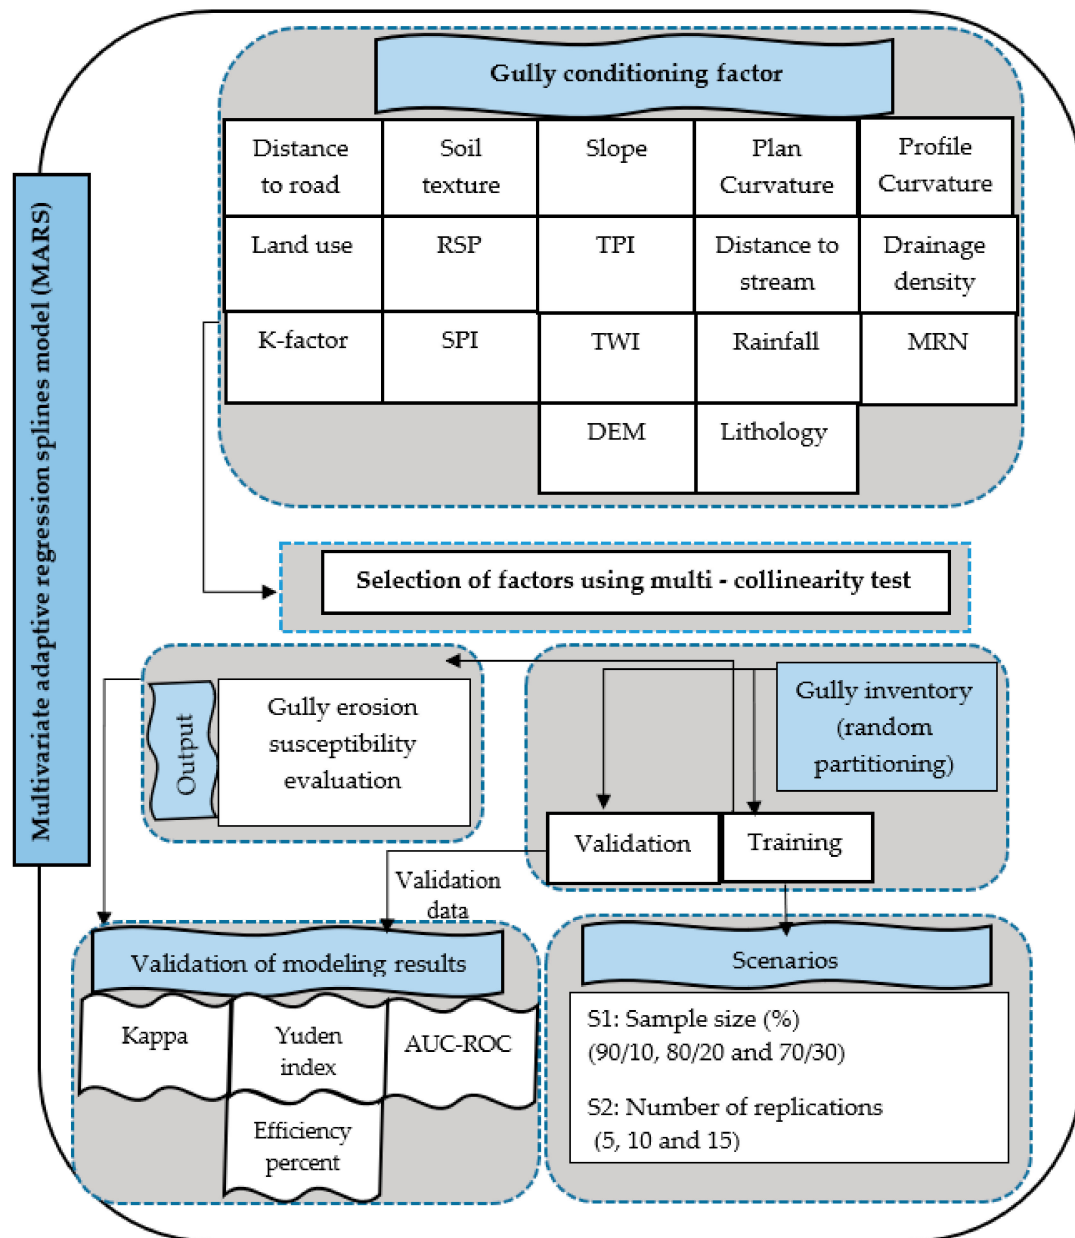 Multivariate adaptive regression splines model (MARS)
Gully conditioning factor
Distance
to road
Soil
texture
Slope
Plan
Curvature
Profile
Curvature
Land use
RSP
TPI
Distance to
stream
Drainage
density
K-factor
SPI
TWI
Rainfall
MRN
DEM
Lithology
Selection of factors using multi - collinearity test
Output
Gully erosion
susceptibility
evaluation
Gully inventory
(random
partitioning)
Validation
Training
Validation
data
Validation of modeling results
Kappa
Yuden
index
AUC-ROC
Efficiency
percent
Scenarios
S1: Sample size (%)
(90/10, 80/20 and 70/30)
S2: Number of replications
(5, 10 and 15)